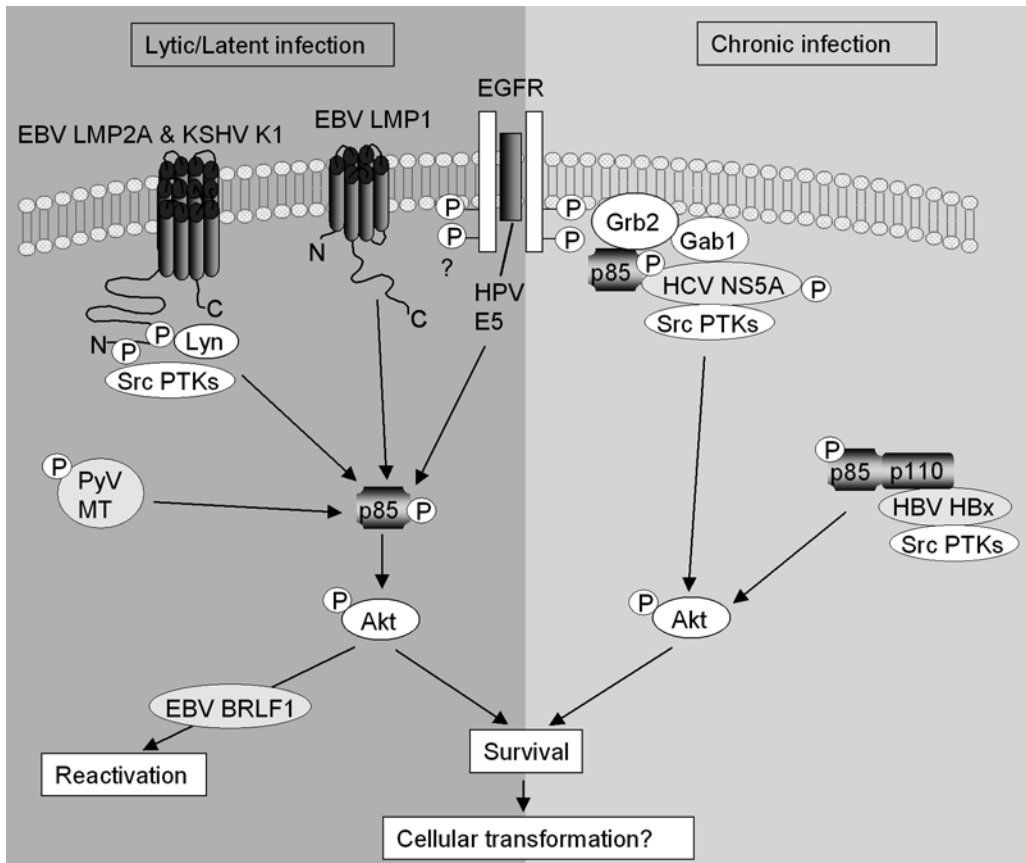 Lytic/Latent infection
Chronic infection
EGFR
EBV LMP2A & KSHV K1
EBV LMP1
P
P
P
P
?
N
C
HPV
E5
Grb2
Gab1
p85
P
HCV NS5A
P
Src PTKs
C
N
P
P
Lyn
Src PTKs
P
PyV
MT
p85
P
P
p85
p110
HBV HBx
Src PTKs
P
Akt
P
Akt
EBV BRLF1
Reactivation
Survival
Cellular transformation?